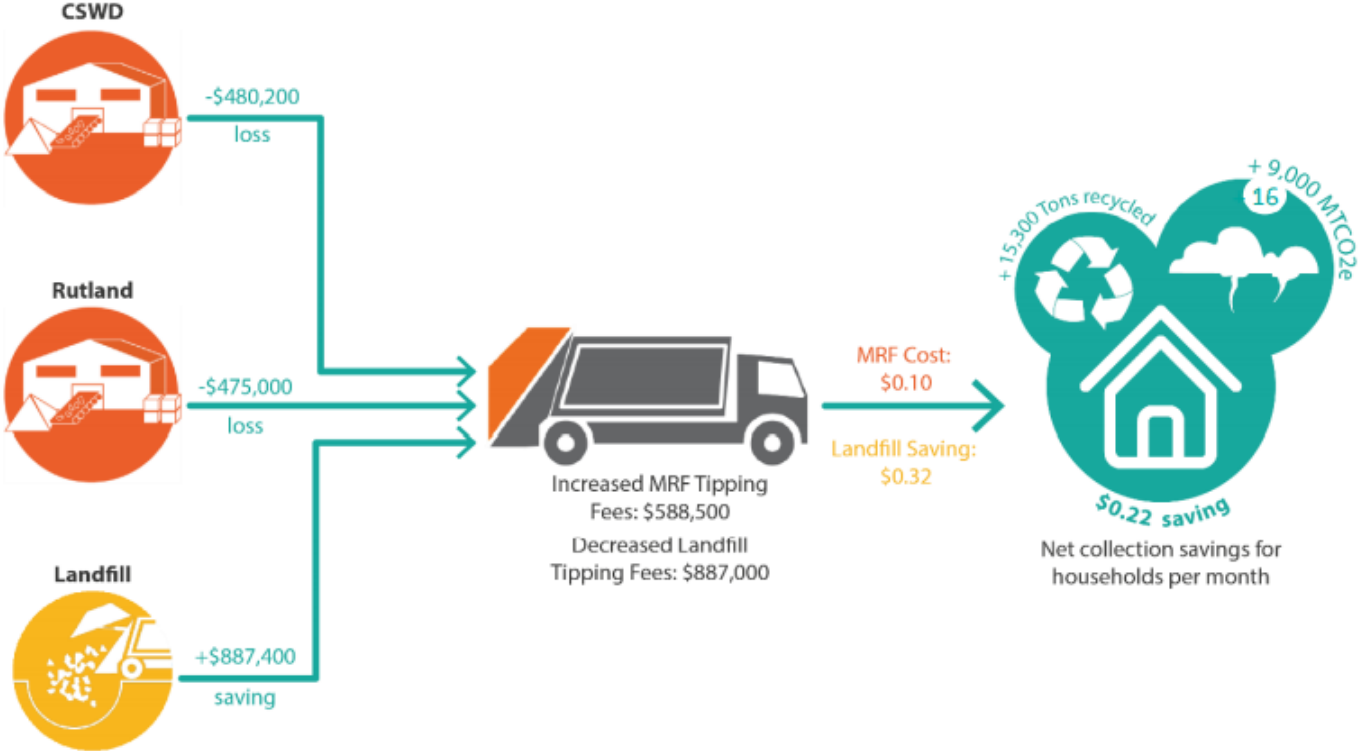 CSWD
-$480,200
loss
Rutland
-$475,000
loss
Landfill
+$887,400
saving
Increased MRF Tipping
Fees: $588,500
Decreased Landfill
Tipping Fees: $887,000
MRF Cost:
$0.10
Landfill Saving:
$0.32
+ 15,300 Tons recycled
+ 9,000 MTCO2e
16
$0.22 saving
Net collection savings for
households per month